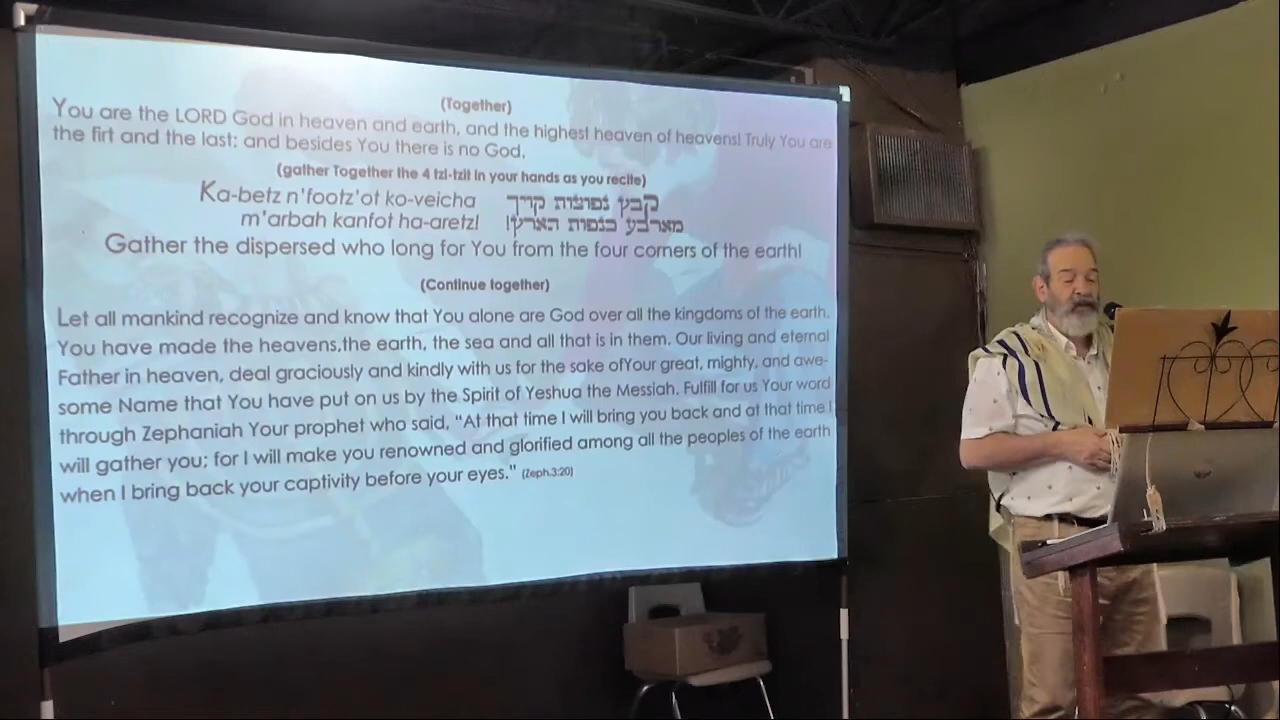 (Together)
You are the LORD God in heaven and earth, and the highest heaven of heavens! Truly You are
the firt and the last; and besides You there is no God.
(gather Together the 4 tzi-tzit in your hands as you recite)
Ka-betz n'footz'ot ko-veicha קבץ נפוצות קויך
m'arbah kanfot ha-aretz! מארבע כנפות הארץ!
Gather the dispersed who long for You from the four corners of the earth!
(Continue together)
Let all mankind recognize and know that You alone are God over all the kingdoms of the earth.
You have made the heavens,the earth, the sea and all that is in them. Our living and eternal
Father in heaven, deal graciously and kindly with us for the sake ofYour great, mighty, and awe-
some Name that You have put on us by the Spirit of Yeshua the Messiah. Fulfill for us Your word
through Zephaniah Your prophet who said, "At that time I will bring you back and at that time I
will gather you; for I will make you renowned and glorified among all the peoples of the earth
when I bring back your captivity before your eyes." (Zeph.3:20)